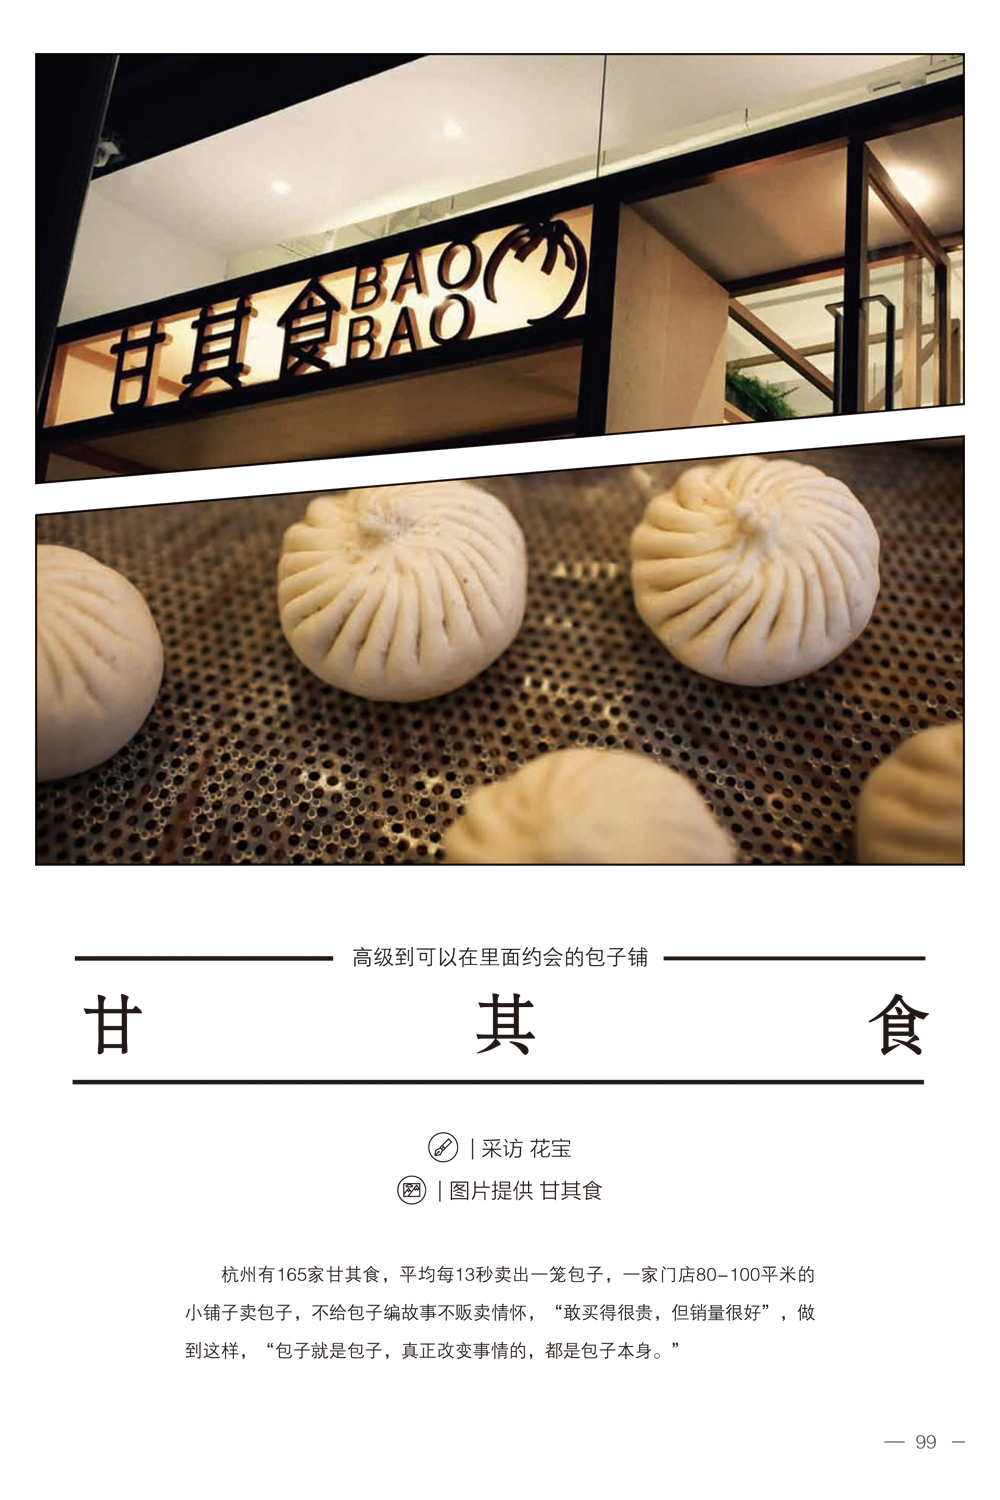 甘其食 BAO
BAO
高级到可以在里面约会的包子铺
甘其食
| 采访 花宝
| 图片提供 甘其食
杭州有165家甘其食，平均每13秒卖出一笼包子，一家门店80-100平米的
小铺子卖包子，不给包子编故事不贩卖情怀，“敢买得很贵，但销量很好”，做
到这样，“包子就是包子，真正改变事情的，都是包子本身。”
— 99 —